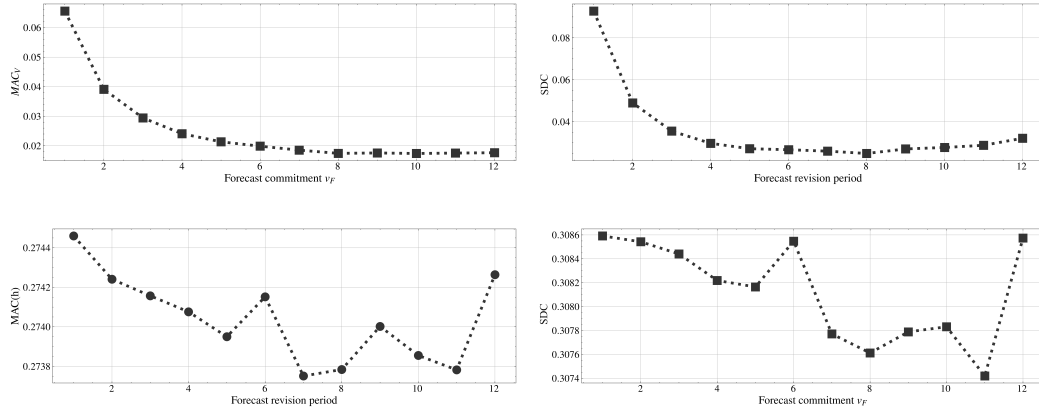 MAC_V
0.06
0.05
0.04
0.03
0.02
2 4 6 8 10 12
Forecast commitment v_F
SDC
0.08
0.06
0.04
2 4 6 8 10 12
Forecast revision period
MAC(h)
0.2744
0.2742
0.2740
0.2738
2 4 6 8 10 12
Forecast revision period
SDC
0.3086
0.3084
0.3082
0.3080
0.3078
0.3076
0.3074
2 4 6 8 10 12
Forecast commitment v_F